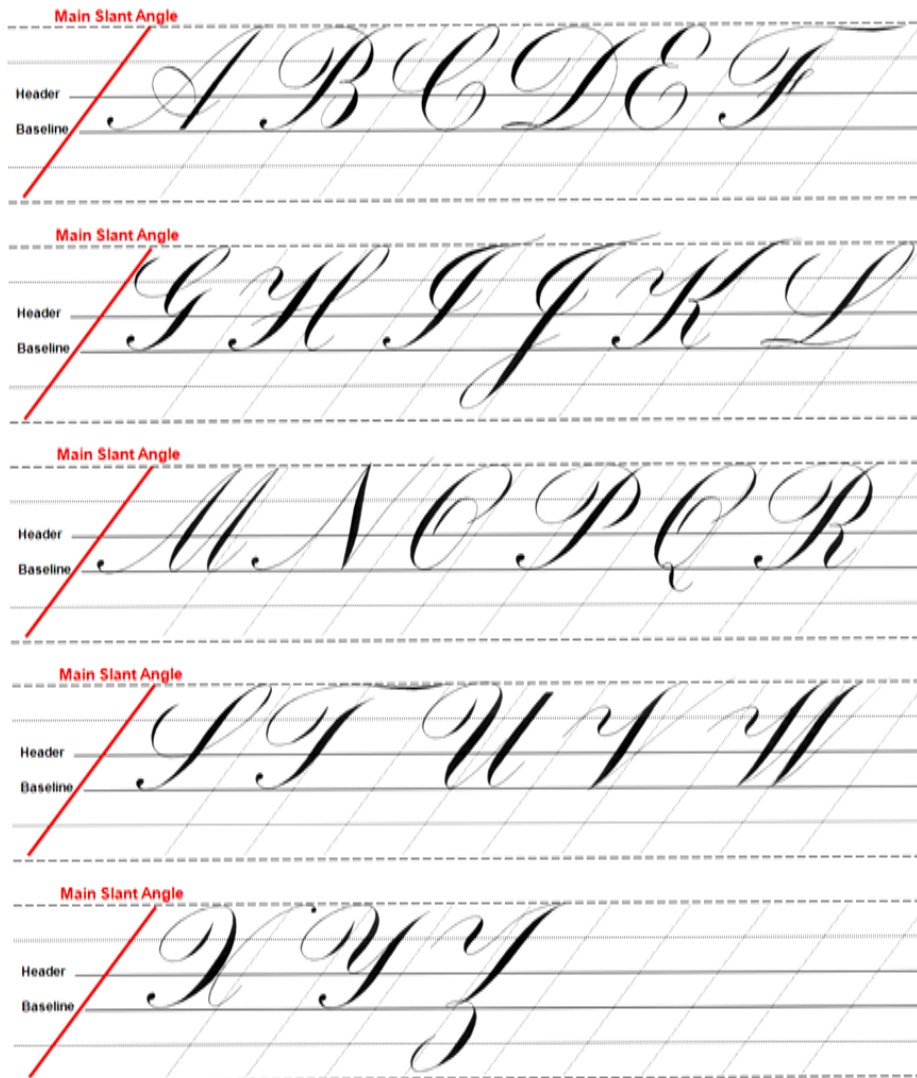 Main Slant Angle
A B C D E F
Header
Baseline
Main Slant Angle
G H I J K L
Header
Baseline
Main Slant Angle
M N O P Q R
Header
Baseline
Main Slant Angle
S T U V W
Header
Baseline
Main Slant Angle
X Y Z
Header
Baseline